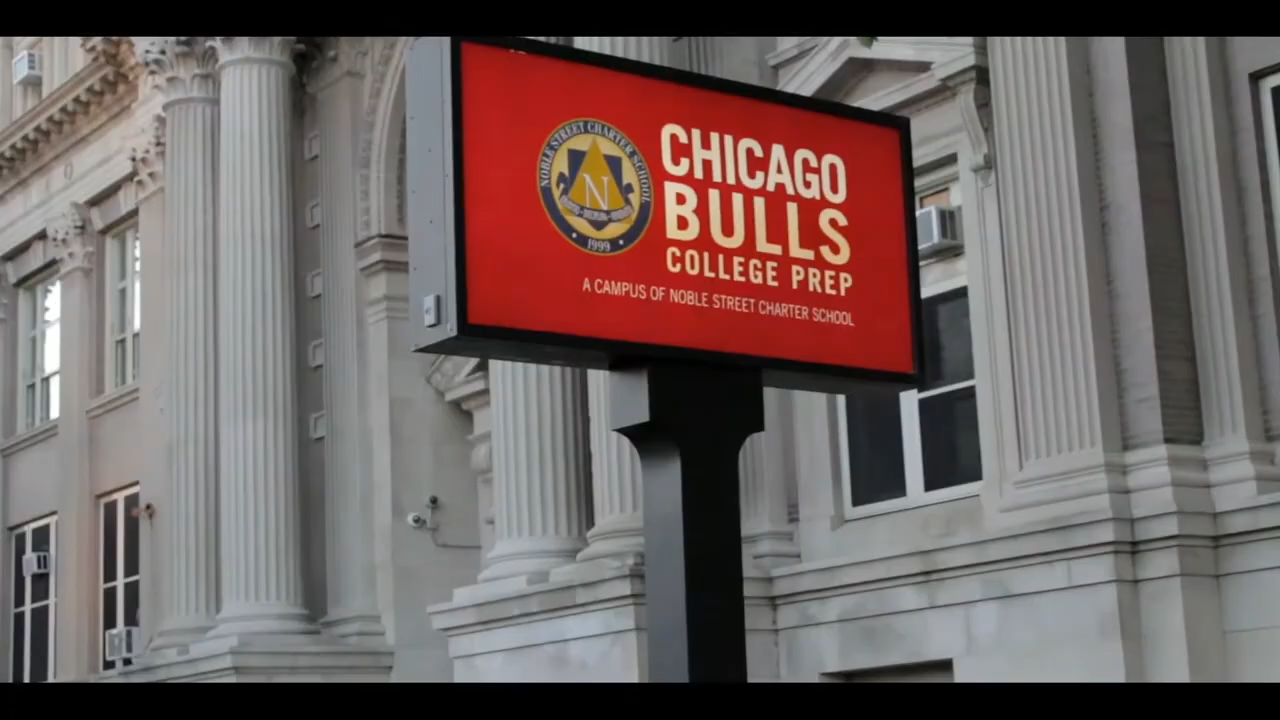 NOBLE STREET CHARTER SCHOOL
N
1999
CHICAGO
BULLS
COLLEGE PREP
A CAMPUS OF NOBLE STREET CHARTER SCHOOL